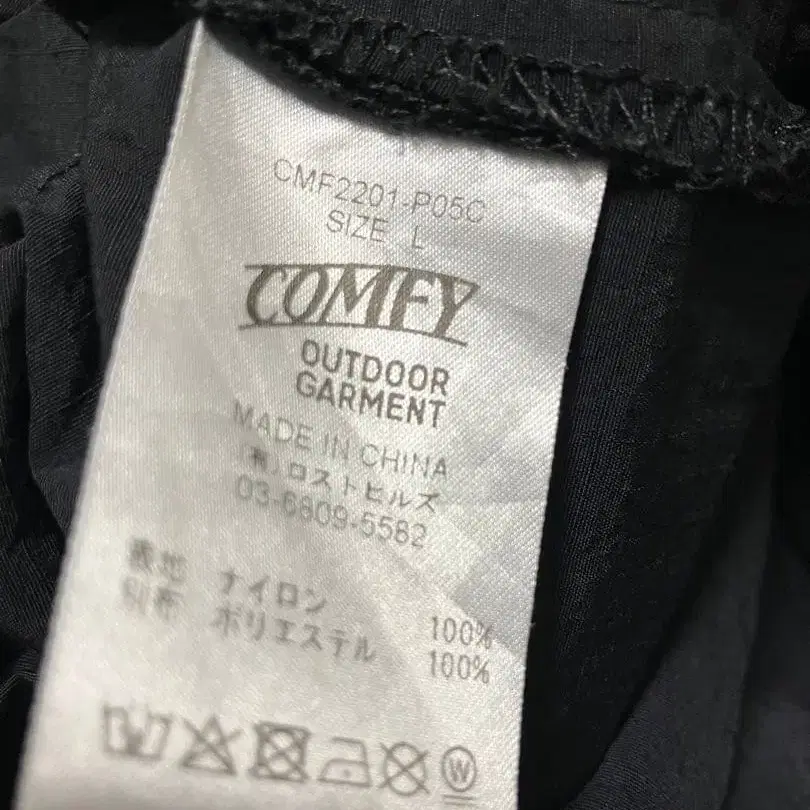 CMF2201-P05C
SIZE L
COMFY
OUTDOOR
GARMENT
MADE IN CHINA
(有)ロストヒルズ
03-6809-5582
表地 ナイロン 100%
別布 ポリエステル 100%
W